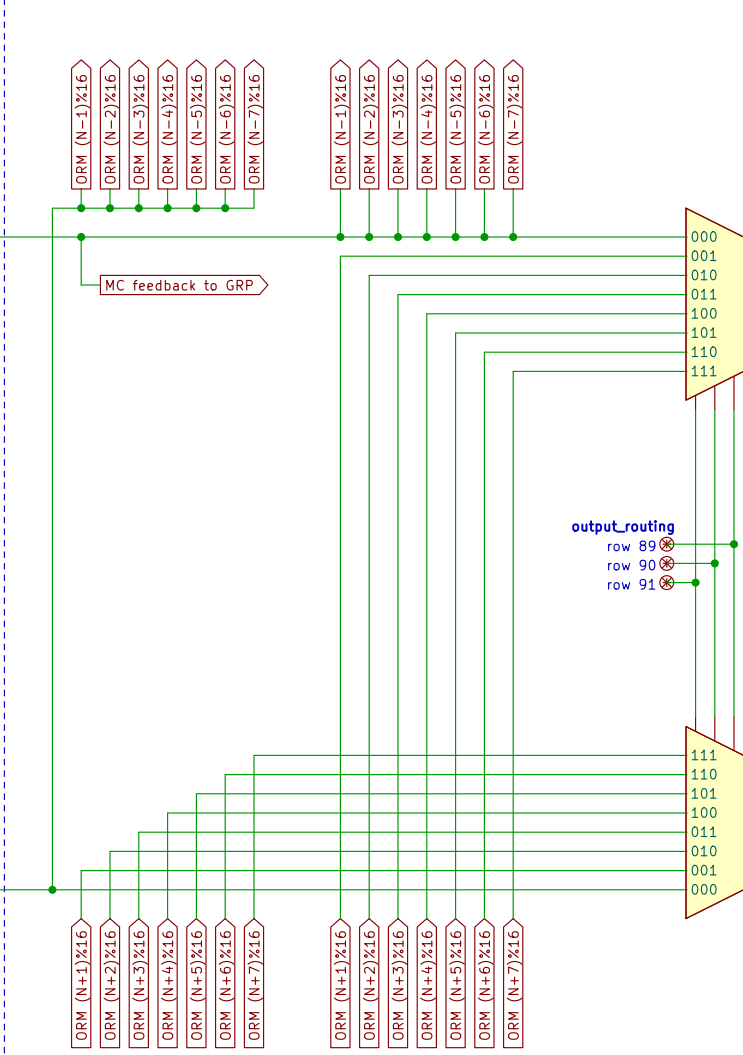 ORM (N-1)%16
ORM (N-2)%16
ORM (N-3)%16
ORM (N-4)%16
ORM (N-5)%16
ORM (N-6)%16
ORM (N-7)%16
ORM (N-1)%16
ORM (N-2)%16
ORM (N-3)%16
ORM (N-4)%16
ORM (N-5)%16
ORM (N-6)%16
ORM (N-7)%16
MC feedback to GRP
000
001
010
011
100
101
110
111
output_routing
row 89
row 90
row 91
111
110
101
100
011
010
001
000
ORM (N+1)%16
ORM (N+2)%16
ORM (N+3)%16
ORM (N+4)%16
ORM (N+5)%16
ORM (N+6)%16
ORM (N+7)%16
ORM (N+1)%16
ORM (N+2)%16
ORM (N+3)%16
ORM (N+4)%16
ORM (N+5)%16
ORM (N+6)%16
ORM (N+7)%16